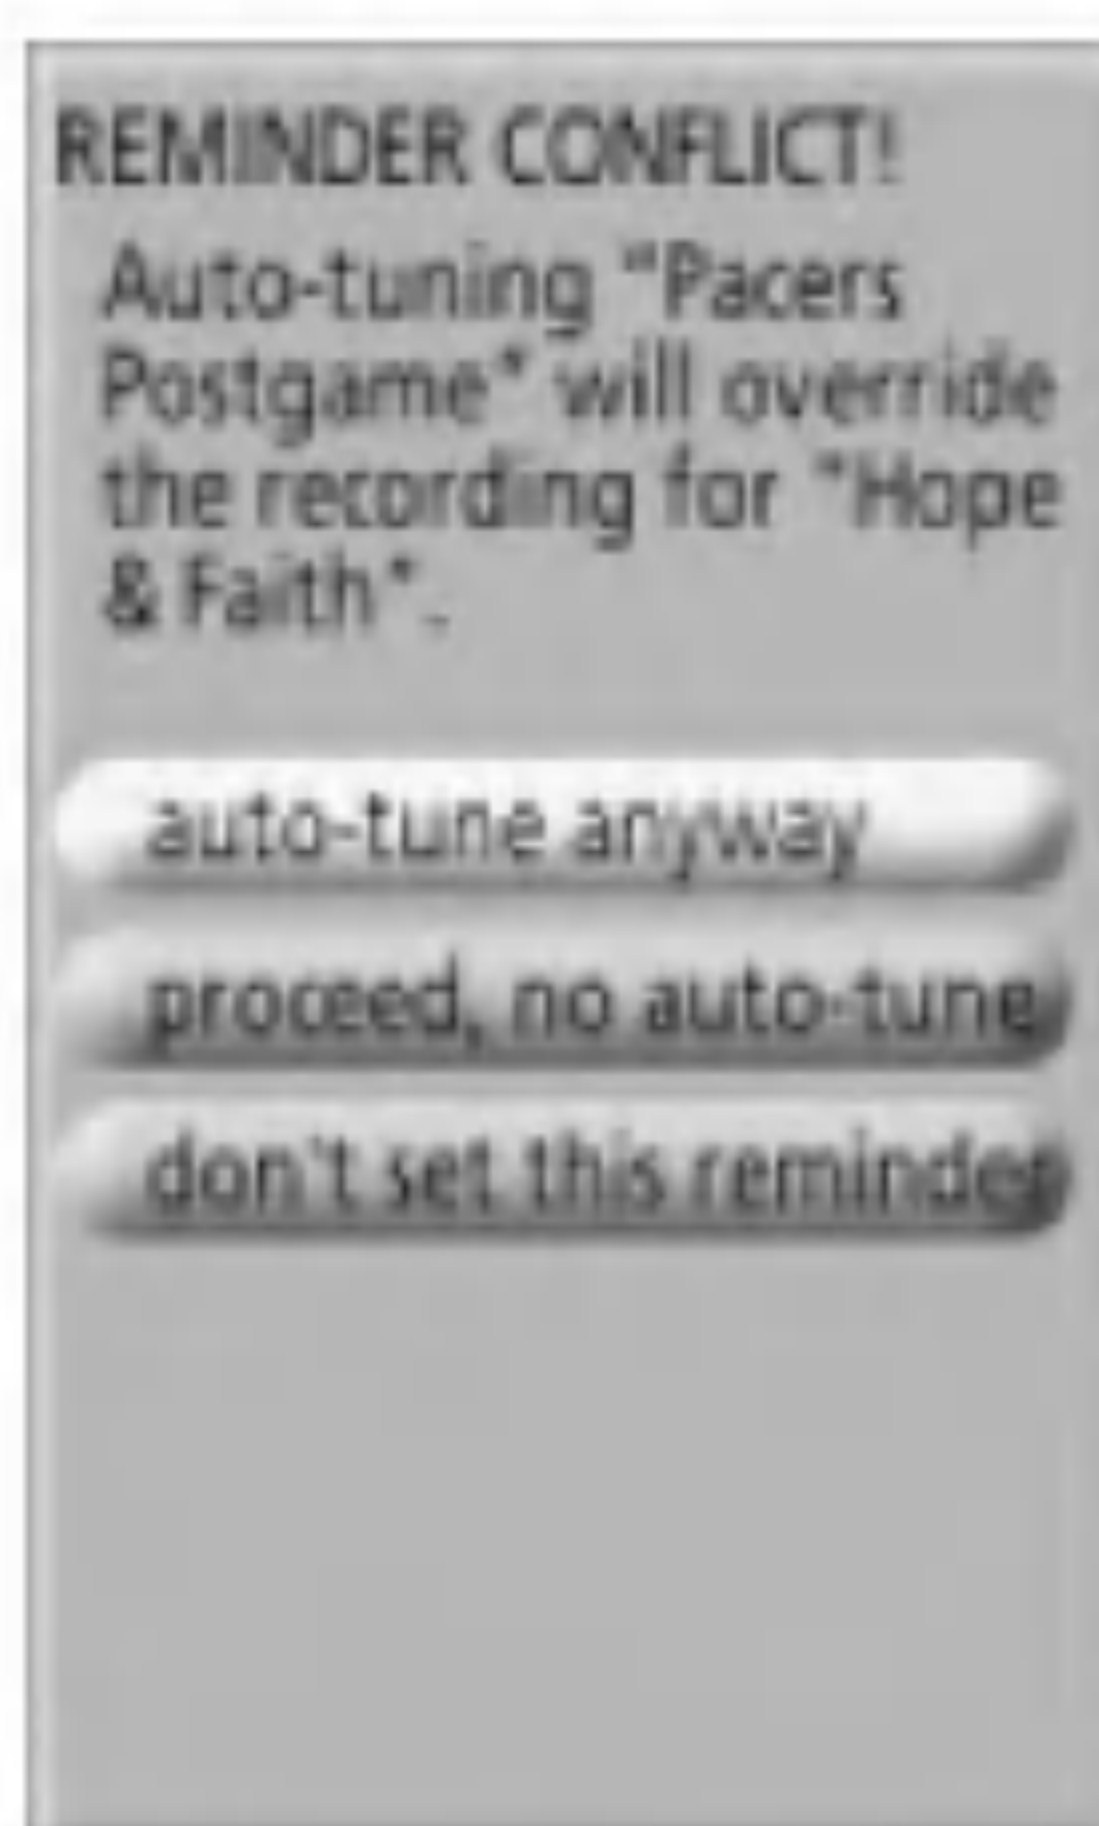 REMINDER CONFLICT!
Auto-tuning "Pacers
Postgame" will override
the recording for "Hope
& Faith".
auto-tune anyway
proceed, no auto-tune
don't set this reminder